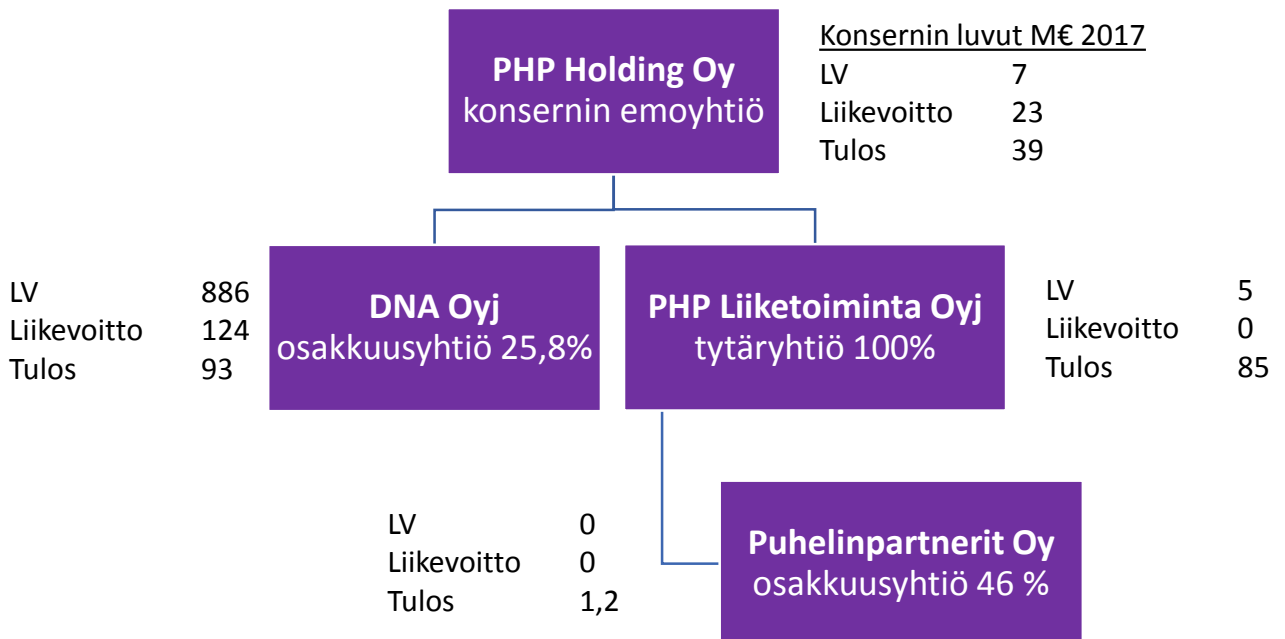 PHP Holding Oy
konsernin emoyhtiö
Konsernin luvut M€ 2017
LV 7
Liikevoitto 23
Tulos 39
LV 886
Liikevoitto 124
Tulos 93
DNA Oyj
osakkuusyhtiö 25,8%
PHP Liiketoiminta Oyj
tytäryhtiö 100%
LV 5
Liikevoitto 0
Tulos 85
LV 0
Liikevoitto 0
Tulos 1,2
Puhelinpartnerit Oy
osakkuusyhtiö 46 %